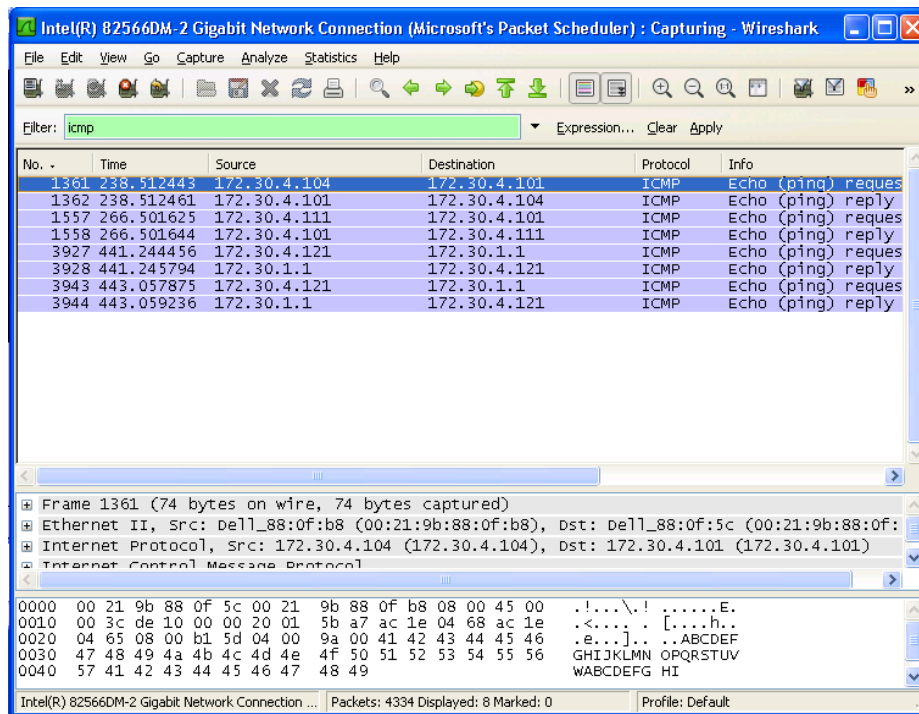 Intel(R) 82566DM-2 Gigabit Network Connection (Microsoft's Packet Scheduler) : Capturing - Wireshark
File Edit View Go Capture Analyze Statistics Help
Filter: icmp Expression... Clear Apply
No. . Time Source Destination Protocol Info
1361 238.512443 172.30.4.104 172.30.4.101 ICMP Echo (ping) reques
1362 238.512461 172.30.4.101 172.30.4.104 ICMP Echo (ping) reply
1557 266.501625 172.30.4.111 172.30.4.101 ICMP Echo (ping) reques
1558 266.501644 172.30.4.101 172.30.4.111 ICMP Echo (ping) reply
3927 441.244456 172.30.4.121 172.30.1.1 ICMP Echo (ping) reques
3928 441.245794 172.30.1.1 172.30.4.121 ICMP Echo (ping) reply
3943 443.057875 172.30.4.121 172.30.1.1 ICMP Echo (ping) reques
3944 443.059236 172.30.1.1 172.30.4.121 ICMP Echo (ping) reply
Frame 1361 (74 bytes on wire, 74 bytes captured)
Ethernet II, Src: Dell_88:0f:b8 (00:21:9b:88:0f:b8), Dst: Dell_88:0f:5c (00:21:9b:88:0f:
Internet Protocol, Src: 172.30.4.104 (172.30.4.104), Dst: 172.30.4.101 (172.30.4.101)
Internet Control Message Protocol
0000 00 21 9b 88 0f 5c 00 21 9b 88 0f b8 08 00 45 00 .!...\.! ......E.
0010 00 3c de 10 00 00 20 01 5b a7 ac 1e 04 68 ac 1e .<.... . [....h..
0020 04 65 08 00 b1 5d 04 00 9a 00 41 42 43 44 45 46 .e...].. ..ABCDEF
0030 47 48 49 4a 4b 4c 4d 4e 4f 50 51 52 53 54 55 56 GHIJKLMN OPQRSTUV
0040 57 41 42 43 44 45 46 47 48 49 WABCDEFG HI
Intel(R) 82566DM-2 Gigabit Network Connection ... Packets: 4334 Displayed: 8 Marked: 0 Profile: Default